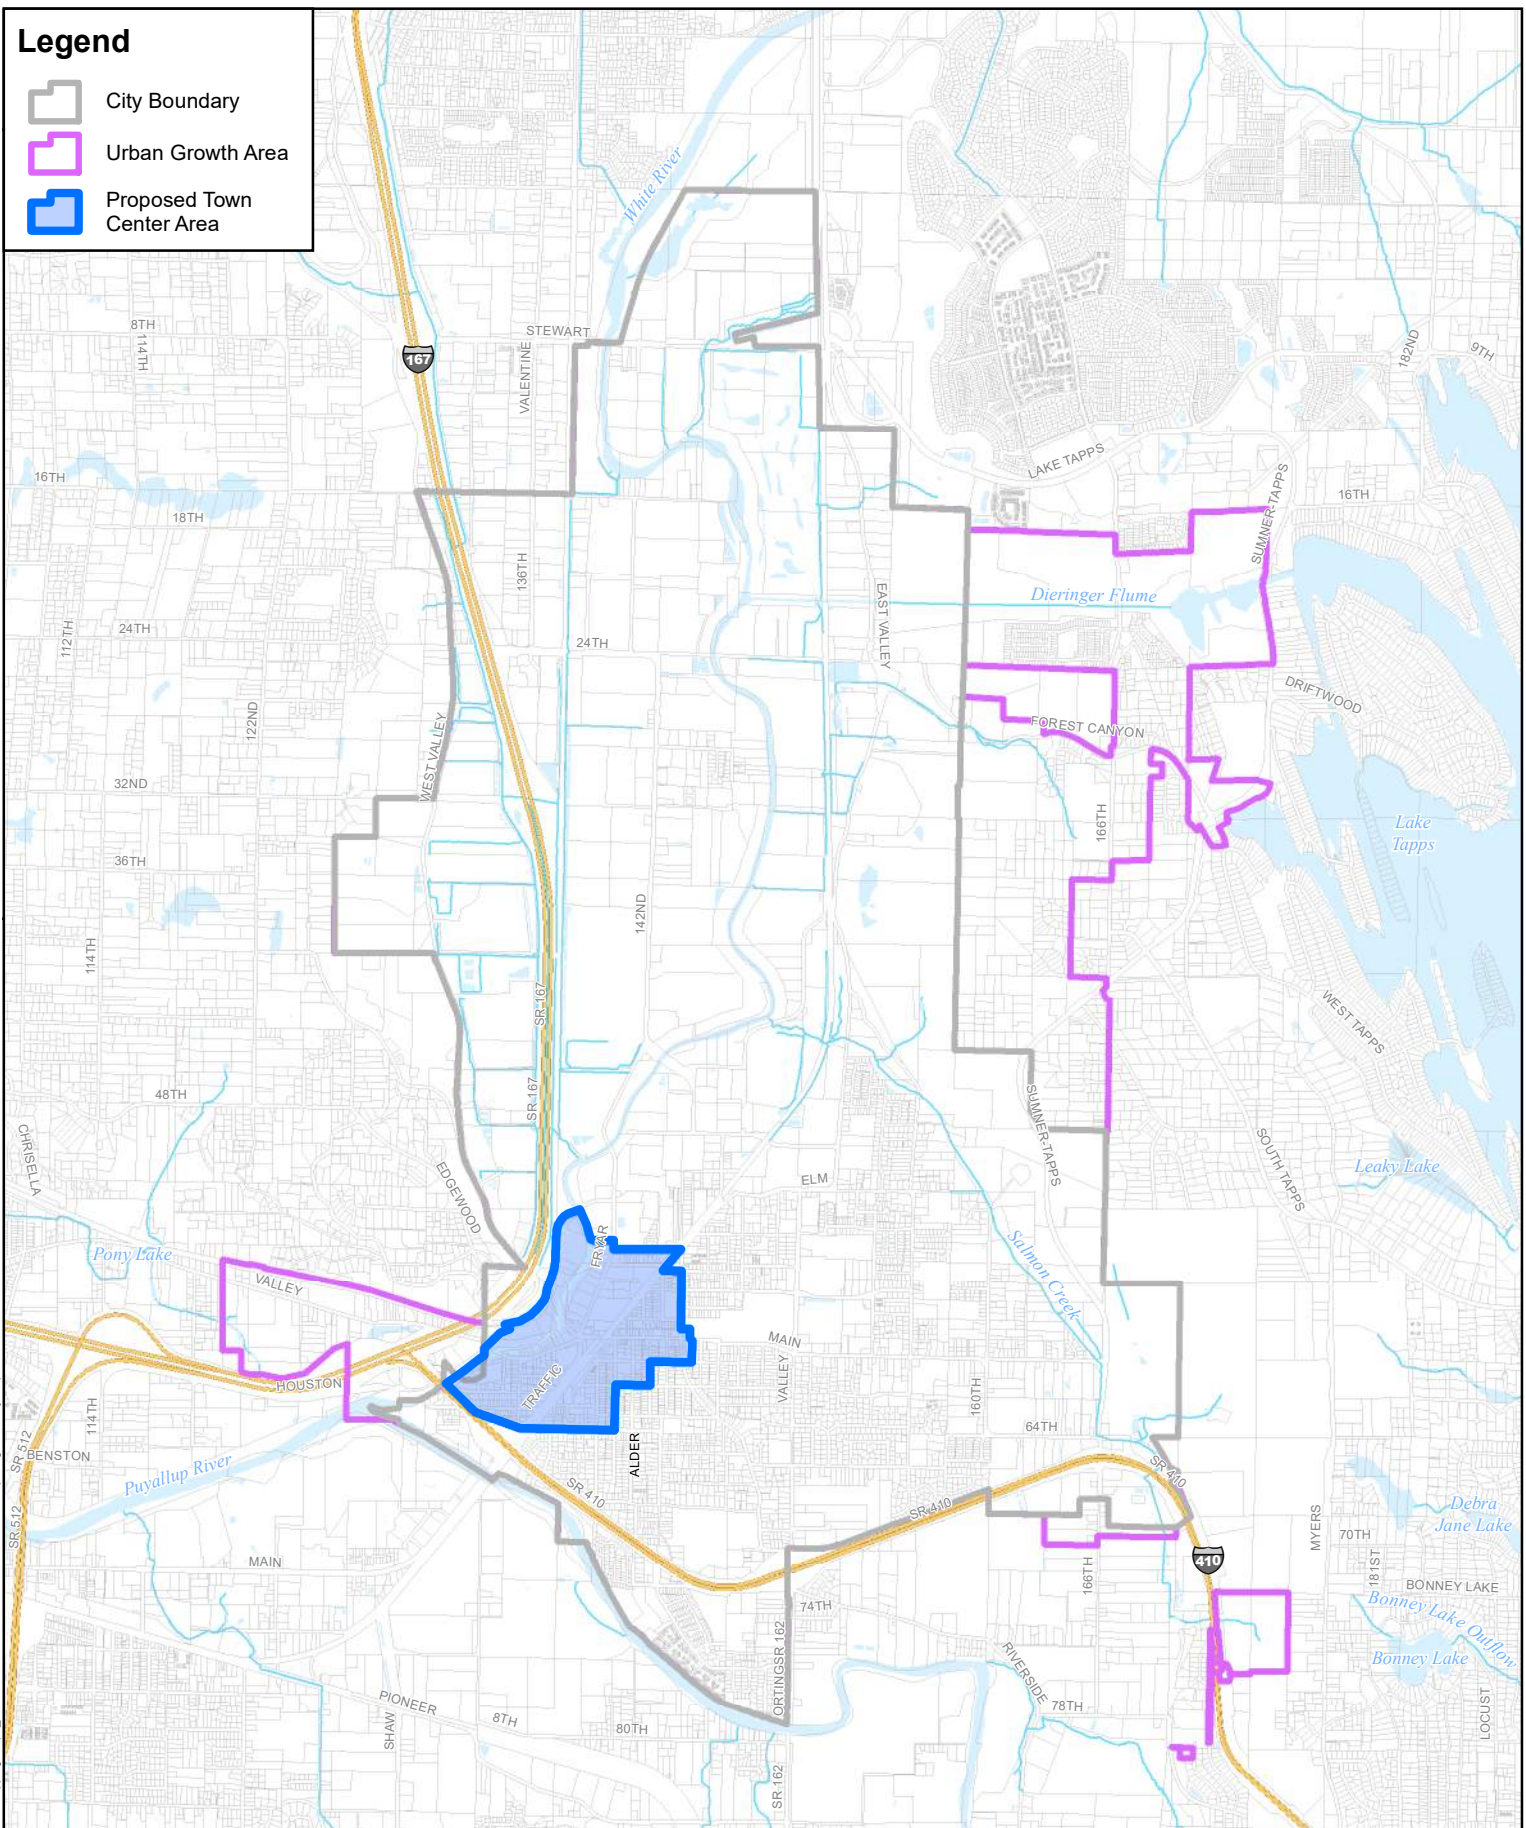 Legend
City Boundary
Urban Growth Area
Proposed Town
Center Area
White River
8TH
114TH
STEWART
167
VALENTINE
182ND
9TH
LAKE TAPPS
16TH
18TH
SUMNER-TAPPS
16TH
136TH
EAST VALLEY
Dieringer Flume
112TH
24TH
24TH
DRIFTWOOD
122ND
WEST VALLEY
FOREST CANYON
32ND
166TH
Lake
Tapps
36TH
142ND
114TH
SR 167
WEST TAPPS
48TH
SR 167
SUMNER-TAPPS
CHRISELLA
SOUTH TAPPS
Leaky Lake
EDGEWOOD
ELM
FRYAR
Salmon Creek
Pony Lake
VALLEY
MAIN
VALLEY
TRAFFIC
HOUSTON
160TH
114TH
64TH
ALDER
SR 512
BENSTON
Puyallup River
SR 410
SR 410
SR 410
Debra
Jane Lake
SR 512
MYERS
70TH
MAIN
410
166TH
181ST
BONNEY LAKE
74TH
Bonney Lake Outflow
ORTINGSR 162
RIVERSIDE
Bonney Lake
PIONEER
SHAW
8TH
80TH
78TH
LOCUST
SR 162